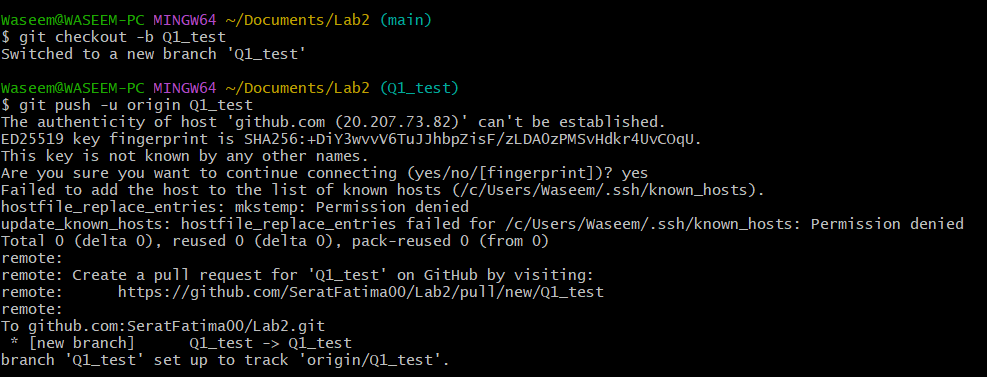 Waseem@WASEEM-PC MINGW64 ~/Documents/Lab2 (main)
$ git checkout -b Q1_test
Switched to a new branch 'Q1_test'
Waseem@WASEEM-PC MINGW64 ~/Documents/Lab2 (Q1_test)
$ git push -u origin Q1_test
The authenticity of host 'github.com (20.207.73.82)' can't be established.
ED25519 key fingerprint is SHA256:+DiY3wvvV6TuJJhbpZisF/zLDA0zPMSvHdkr4UvCOqU.
This key is not known by any other names.
Are you sure you want to continue connecting (yes/no/[fingerprint])? yes
Failed to add the host to the list of known hosts (/c/Users/Waseem/.ssh/known_hosts).
hostfile_replace_entries: mkstemp: Permission denied
update_known_hosts: hostfile_replace_entries failed for /c/Users/Waseem/.ssh/known_hosts: Permission denied
Total 0 (delta 0), reused 0 (delta 0), pack-reused 0 (from 0)
remote:
remote: Create a pull request for 'Q1_test' on GitHub by visiting:
remote:      https://github.com/SeratFatima00/Lab2/pull/new/Q1_test
remote:
To github.com:SeratFatima00/Lab2.git
 * [new branch]      Q1_test -> Q1_test
branch 'Q1_test' set up to track 'origin/Q1_test'.